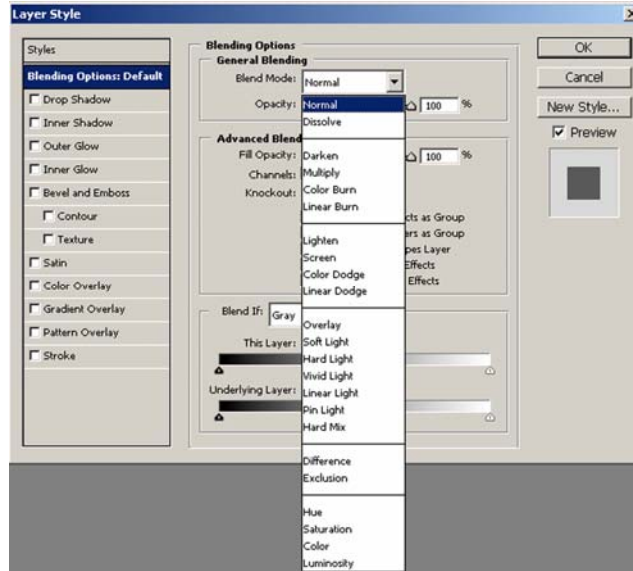 Layer Style
Styles
Blending Options: Default
Drop Shadow
Inner Shadow
Outer Glow
Inner Glow
Bevel and Emboss
Contour
Texture
Satin
Color Overlay
Gradient Overlay
Pattern Overlay
Stroke
Blending Options
General Blending
Blend Mode: Normal
Opacity: 100 %
Advanced Blend
Fill Opacity: 100 %
Channels:
Knockout:
cts as Group
ers as Group
pes Layer
Effects
Effects
Blend If: Gray
This Layer:
Underlying Layer:
Normal
Dissolve
Darken
Multiply
Color Burn
Linear Burn
Lighten
Screen
Color Dodge
Linear Dodge
Overlay
Soft Light
Hard Light
Vivid Light
Linear Light
Pin Light
Hard Mix
Difference
Exclusion
Hue
Saturation
Color
Luminosity
OK
Cancel
New Style...
Preview